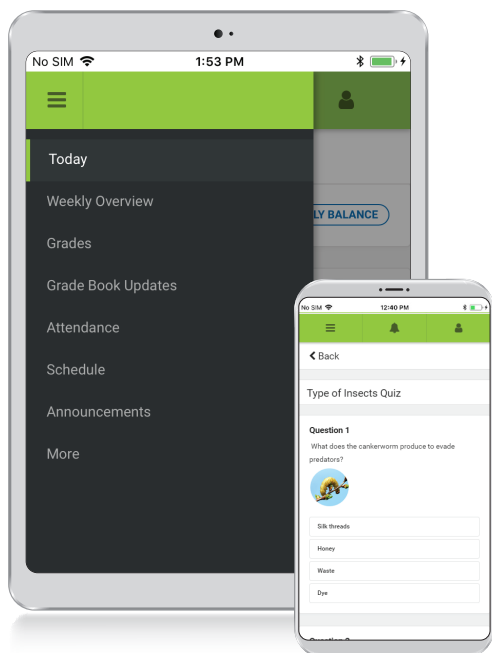 No SIM 1:53 PM
Today
Weekly Overview
LY BALANCE
Grades
Grade Book Updates
Attendance
Schedule
Announcements
More
No SIM 12:40 PM
Back
Type of Insects Quiz
Question 1
What does the cankerworm produce to evade
predators?
Silk threads
Honey
Waste
Dye